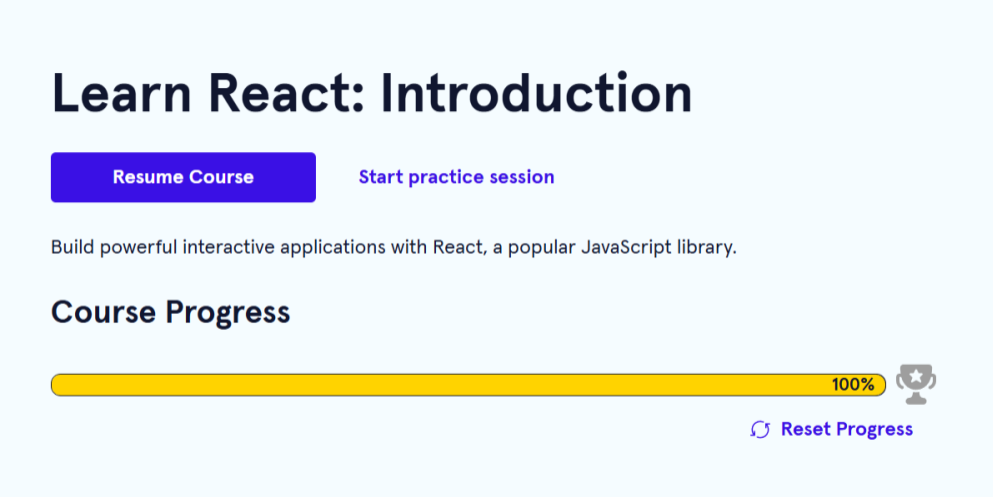 Learn React: Introduction
Resume Course
Start practice session
Build powerful interactive applications with React, a popular JavaScript library.
Course Progress
100%
Reset Progress